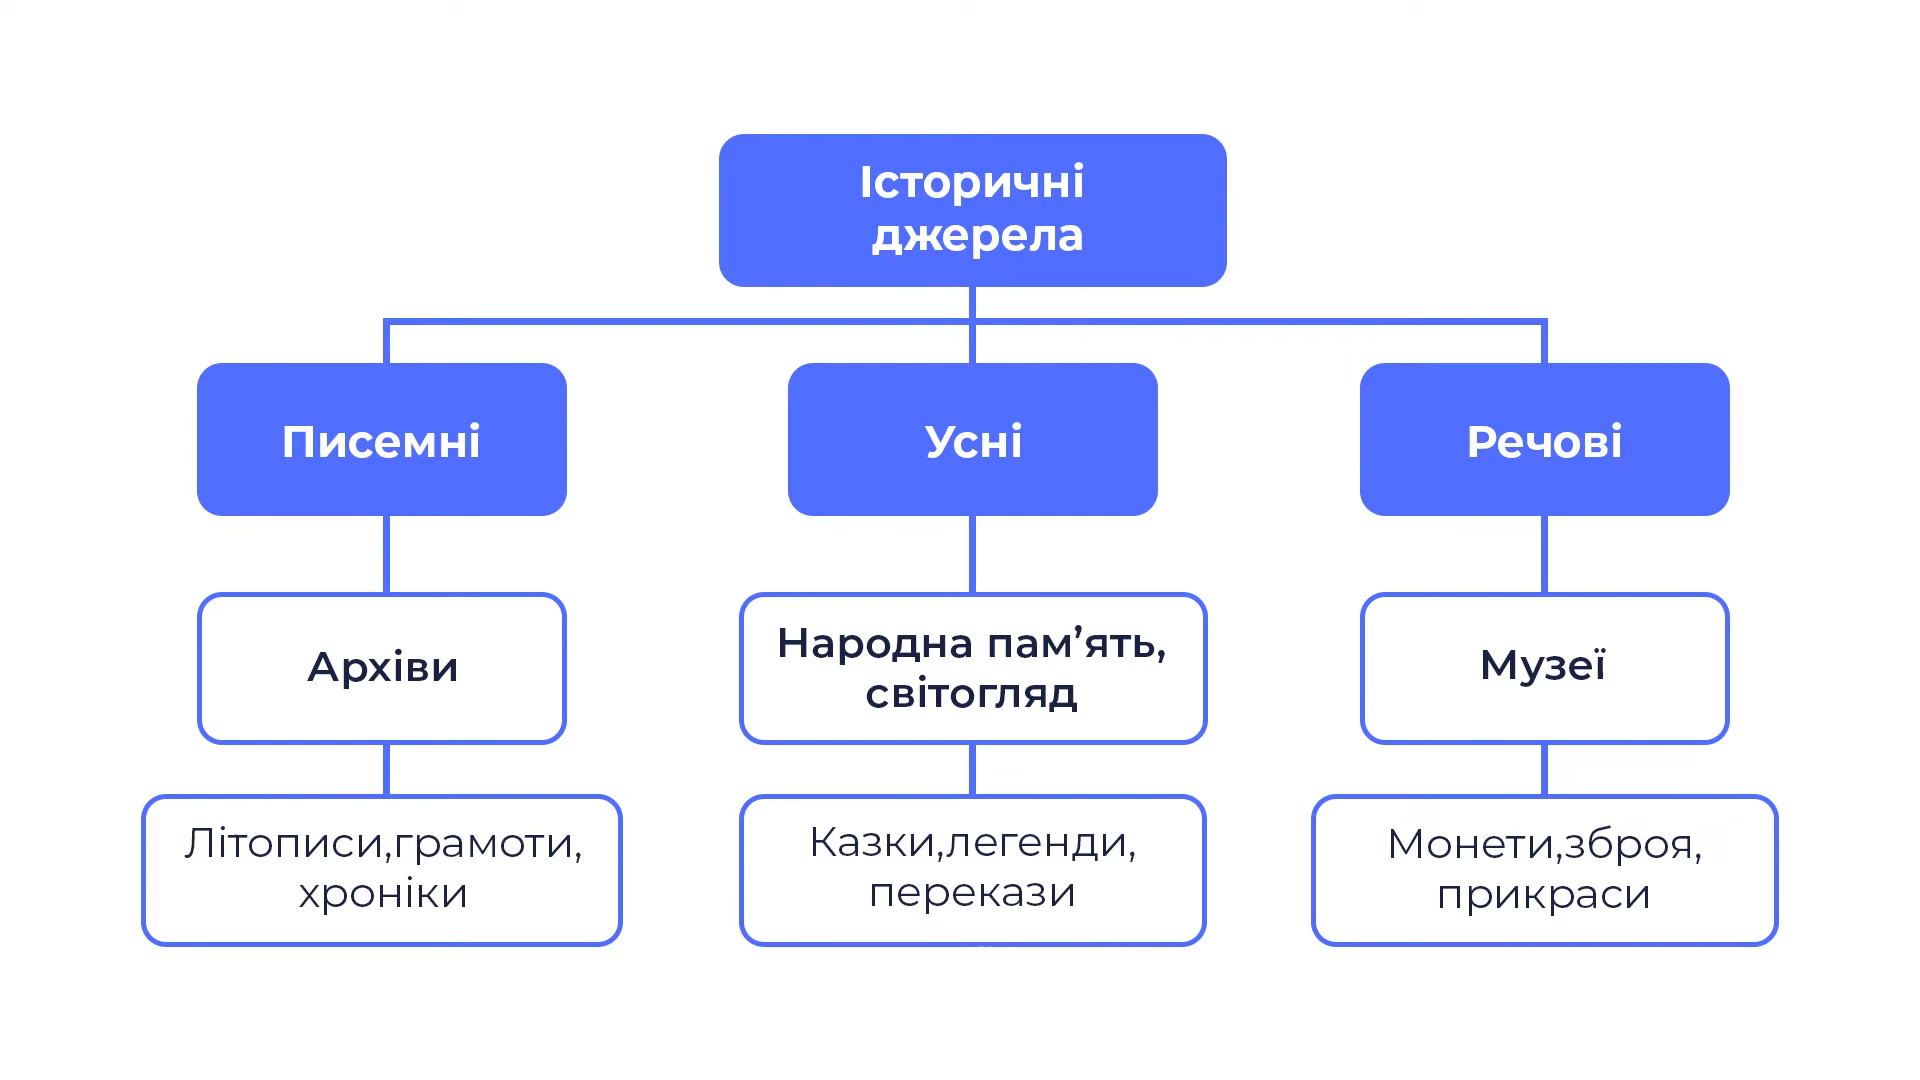 Історичні
джерела
Писемні
Усні
Речові
Архіви
Народна пам’ять,
світогляд
Музеї
Літописи,грамоти,
хроніки
Казки,легенди,
перекази
Монети,зброя,
прикраси